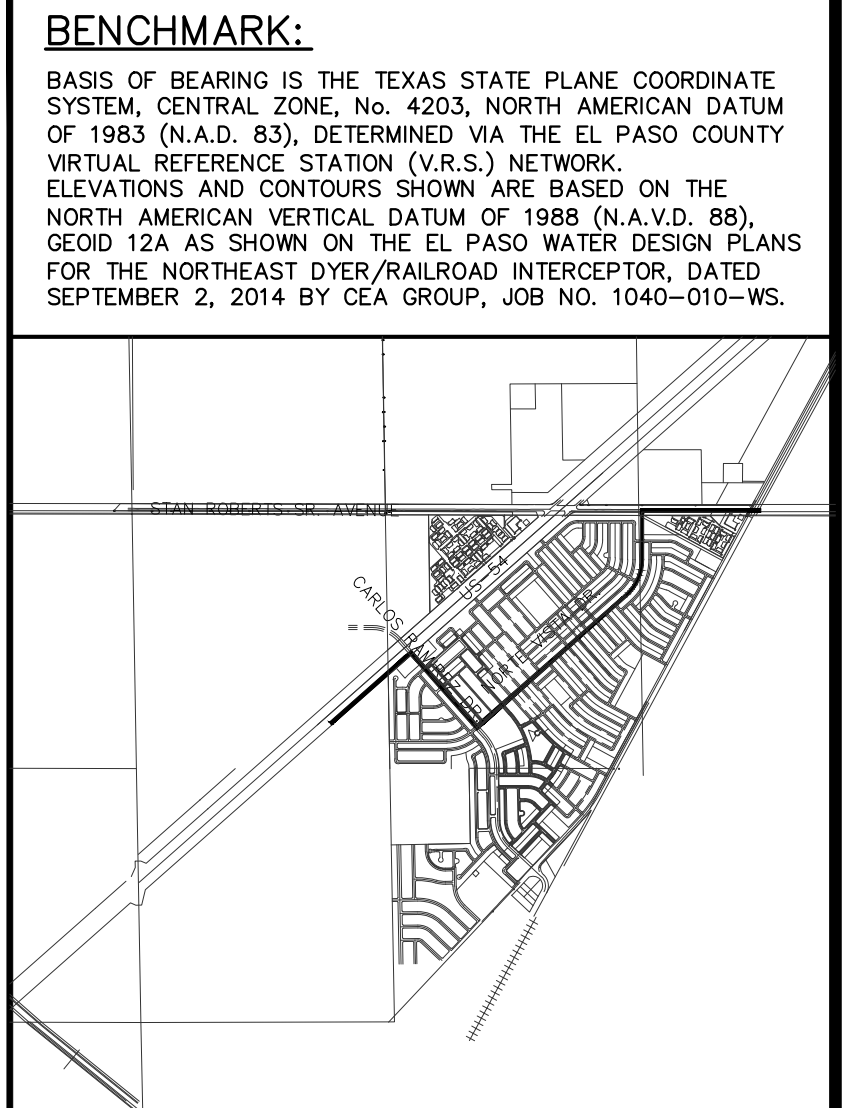 BENCHMARK:
BASIS OF BEARING IS THE TEXAS STATE PLANE COORDINATE
SYSTEM, CENTRAL ZONE, No. 4203, NORTH AMERICAN DATUM
OF 1983 (N.A.D. 83), DETERMINED VIA THE EL PASO COUNTY
VIRTUAL REFERENCE STATION (V.R.S.) NETWORK.
ELEVATIONS AND CONTOURS SHOWN ARE BASED ON THE
NORTH AMERICAN VERTICAL DATUM OF 1988 (N.A.V.D. 88),
GEOID 12A AS SHOWN ON THE EL PASO WATER DESIGN PLANS
FOR THE NORTHEAST DYER/RAILROAD INTERCEPTOR, DATED
SEPTEMBER 2, 2014 BY CEA GROUP, JOB NO. 1040-010-WS.
STAN ROBERTS SR. AVENUE
US 54
CARLOS RAMIREZ DR.
NORTE VISTA DR.